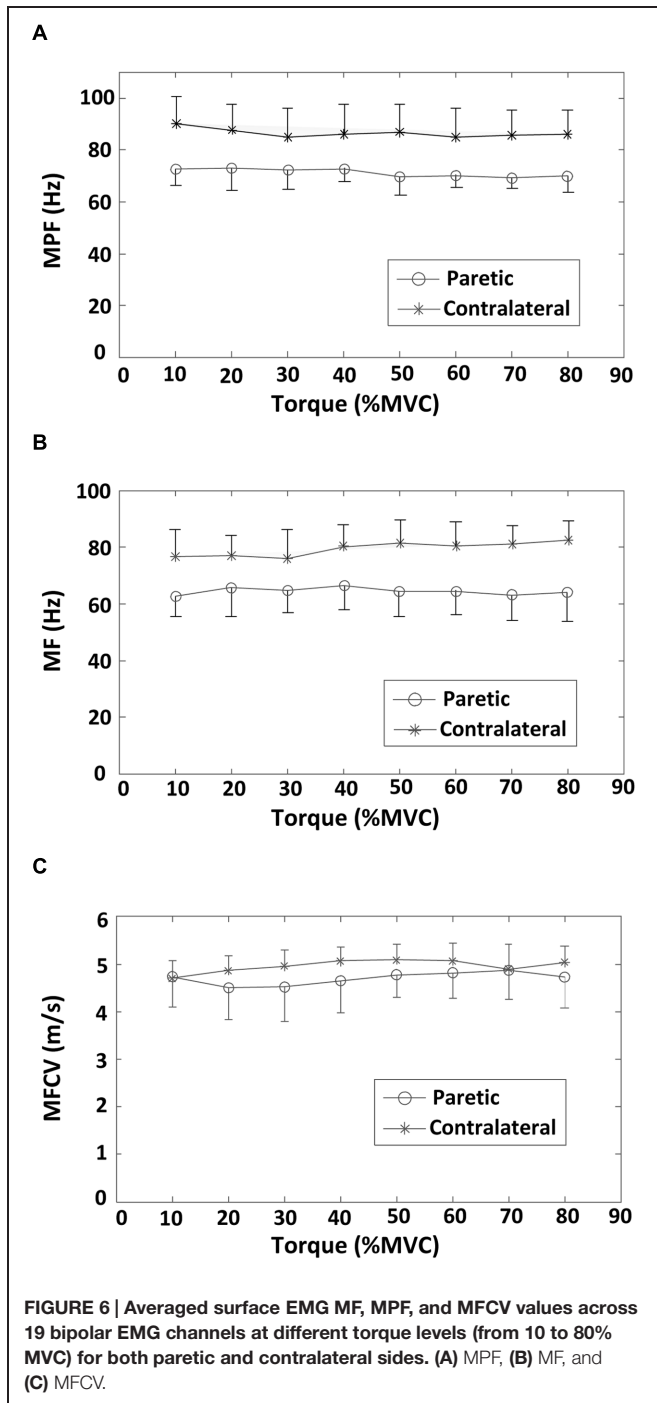 A
100
80
60
40
20
0
MPF (Hz)
Paretic
Contralateral
0 10 20 30 40 50 60 70 80 90
Torque (%MVC)
B
100
80
60
40
20
0
MF (Hz)
Paretic
Contralateral
0 10 20 30 40 50 60 70 80 90
Torque (%MVC)
C
6
5
4
3
2
1
0
MFCV (m/s)
Paretic
Contralateral
0 10 20 30 40 50 60 70 80 90
Torque (%MVC)
FIGURE 6 | Averaged surface EMG MF, MPF, and MFCV values across
19 bipolar EMG channels at different torque levels (from 10 to 80%
MVC) for both paretic and contralateral sides. (A) MPF, (B) MF, and
(C) MFCV.